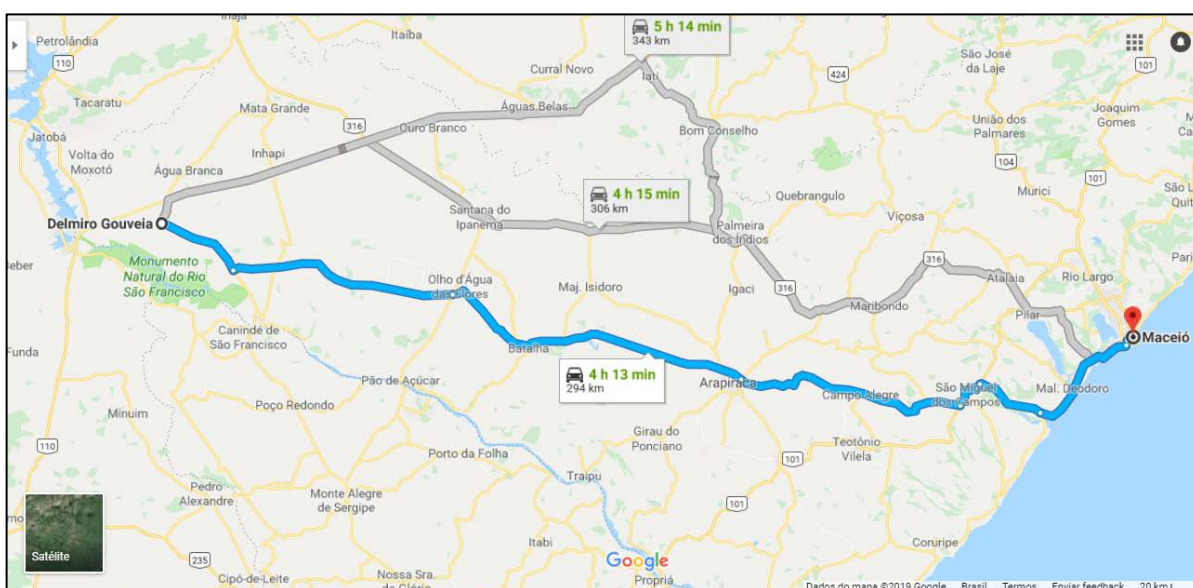 5 h 14 min
343 km
Inajá
Itaíba
Petrolândia
110
São José
da Laje
101
Curral Novo
Iati
424
Tacaratu
Mata Grande
Águas Belas
Joaquim
Gomes
316
Ouro Branco
Bom Conselho
União dos
Palmares
Jatobá
Volta do
Moxotó
Inhapi
Água Branca
104
101
4 h 15 min
306 km
Quebrangulo
Murici
Delmiro Gouveia
Santana do
Ipanema
Palmeira
dos Índios
Viçosa
Monumento
Natural do Rio
São Francisco
316
Atalaia
Rio Largo
Olho d'Água
das Flores
Maj. Isidoro
Igaci
316
Maribondo
Pilar
Canindé de
São Francisco
Maceió
Batalha
4 h 13 min
294 km
Pão de Açúcar
Arapiraca
Campo Alegre
São Miguel
dos Campos
Mal. Deodoro
Poço Redondo
Minuim
Girau do
Ponciano
Teotônio
Vilela
110
Porto da Folha
101
Traipu
Pedro
Alexandre
Monte Alegre
de Sergipe
101
Satélite
Itabi
Coruripe
235
Google
Cipó-de-Leite
Nossa Sra.
Propriá
Dados do mapa ©2019 Google
Brasil
Termos
Enviar feedback
20 km